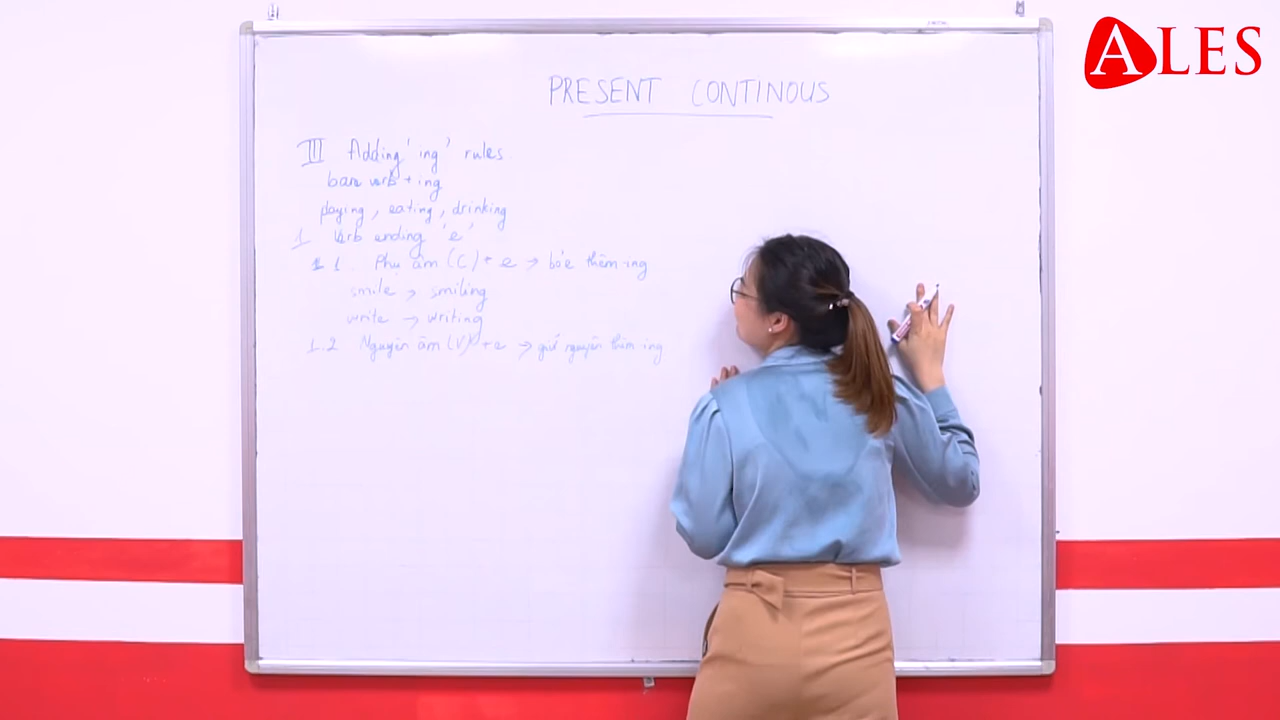 ALES
PRESENT CONTINOUS
III Adding 'ing' rules.
bare verb + ing
playing, eating, drinking
1 Verb ending 'e'
1.1. Phụ âm (C) + e → bỏ e thêm ing
smile → smiling
write → writing
1.2 Nguyên âm (V) + e → giữ nguyên thêm ing